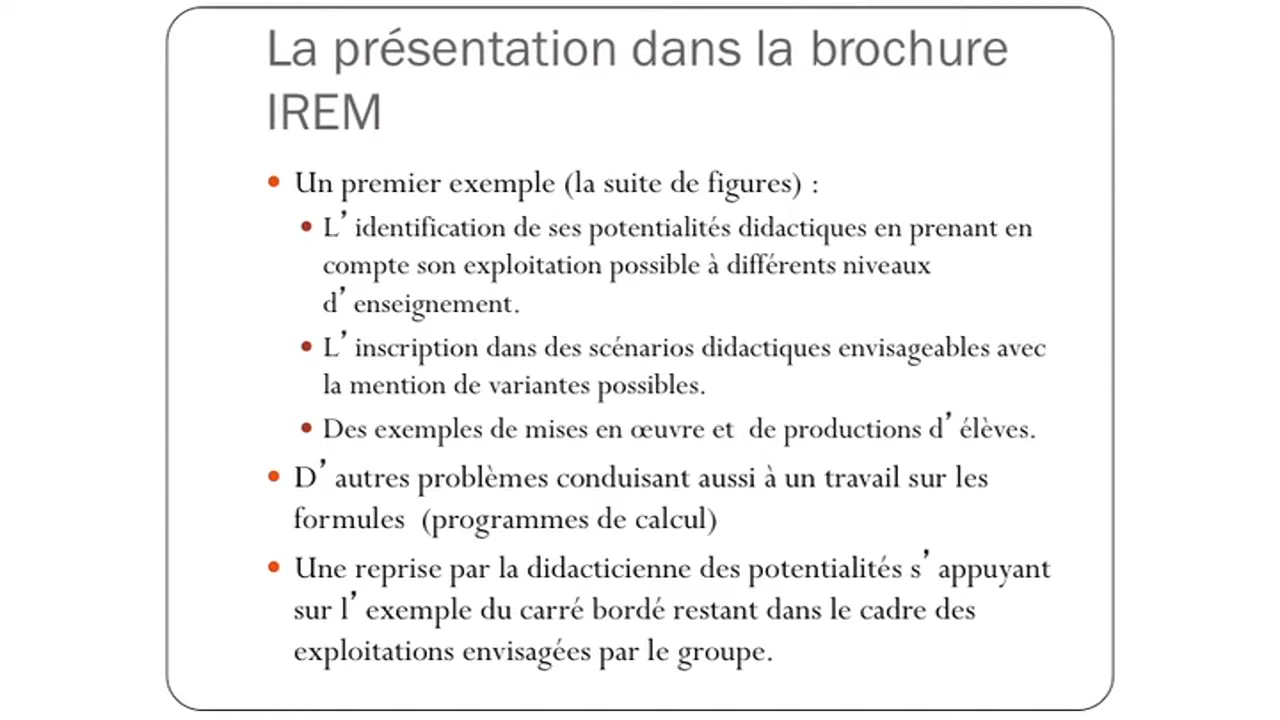 La présentation dans la brochure
IREM
• Un premier exemple (la suite de figures) :
• L’ identification de ses potentialités didactiques en prenant en
compte son exploitation possible à différents niveaux
d’ enseignement.
• L’ inscription dans des scénarios didactiques envisageables avec
la mention de variantes possibles.
• Des exemples de mises en œuvre et  de productions d’ élèves.
• D’ autres problèmes conduisant aussi à un travail sur les
formules  (programmes de calcul)
• Une reprise par la didacticienne des potentialités s’ appuyant
sur l’ exemple du carré bordé restant dans le cadre des
exploitations envisagées par le groupe.